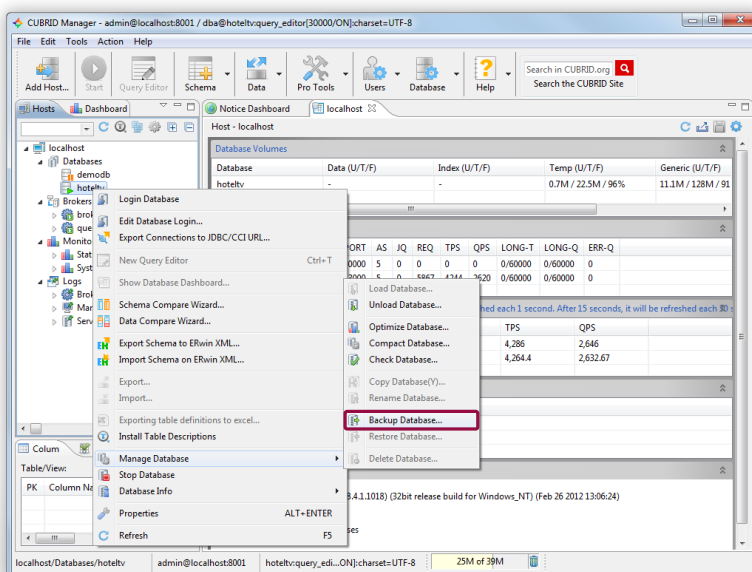 CUBRID Manager - admin@localhost:8001 / dba@hoteltv:query_editor[30000/ON]:charset=UTF-8
File Edit Tools Action Help
Add Host... Start Query Editor Schema Data Pro Tools Users Database Help
Search in CUBRID.org
Search the CUBRID Site
Hosts Dashboard
Notice Dashboard localhost
Host - localhost
localhost
Databases
demodb
hoteltv
Brokers
Logs
Database Volumes
Database Data (U/T/F) Index (U/T/F) Temp (U/T/F) Generic (U/T/F)
hoteltv - - 0.7M / 22.5M / 96% 11.1M / 128M / 91
PORT AS JQ REQ TPS QPS LONG-T LONG-Q ERR-Q
0000 5 0 0 0 0 0/60000 0/60000 0
5 0 5867 4244 2620 0/60000 0/60000 0
hed each 1 second. After 15 seconds, it will be refreshed each 30 s
TPS QPS
4,286 2,646
4,264.4 2,632.67
3.4.1.1018) (32bit release build for Windows_NT) (Feb 26 2012 13:06:24)
Login Database
Edit Database Login...
Export Connections to JDBC/CCI URL...
New Query Editor Ctrl+T
Show Database Dashboard...
Schema Compare Wizard...
Data Compare Wizard...
Export Schema to ERwin XML...
Import Schema on ERwin XML...
Export...
Import...
Exporting table definitions to excel...
Install Table Descriptions
Manage Database
Stop Database
Database Info
Properties ALT+ENTER
Refresh F5
Load Database...
Unload Database...
Optimize Database...
Compact Database...
Check Database...
Copy Database(Y)...
Rename Database...
Backup Database...
Restore Database...
Delete Database...
Colum
Table/View:
PK Column Na
localhost/Databases/hoteltv admin@localhost:8001 hoteltv:query_edi...ON]:charset=UTF-8 25M of 39M